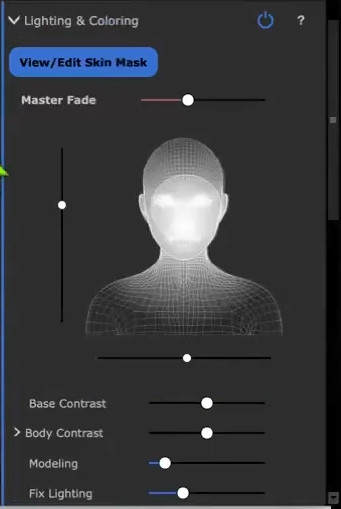 Lighting & Coloring ?
View/Edit Skin Mask
Master Fade
Base Contrast
Body Contrast
Modeling
Fix Lighting